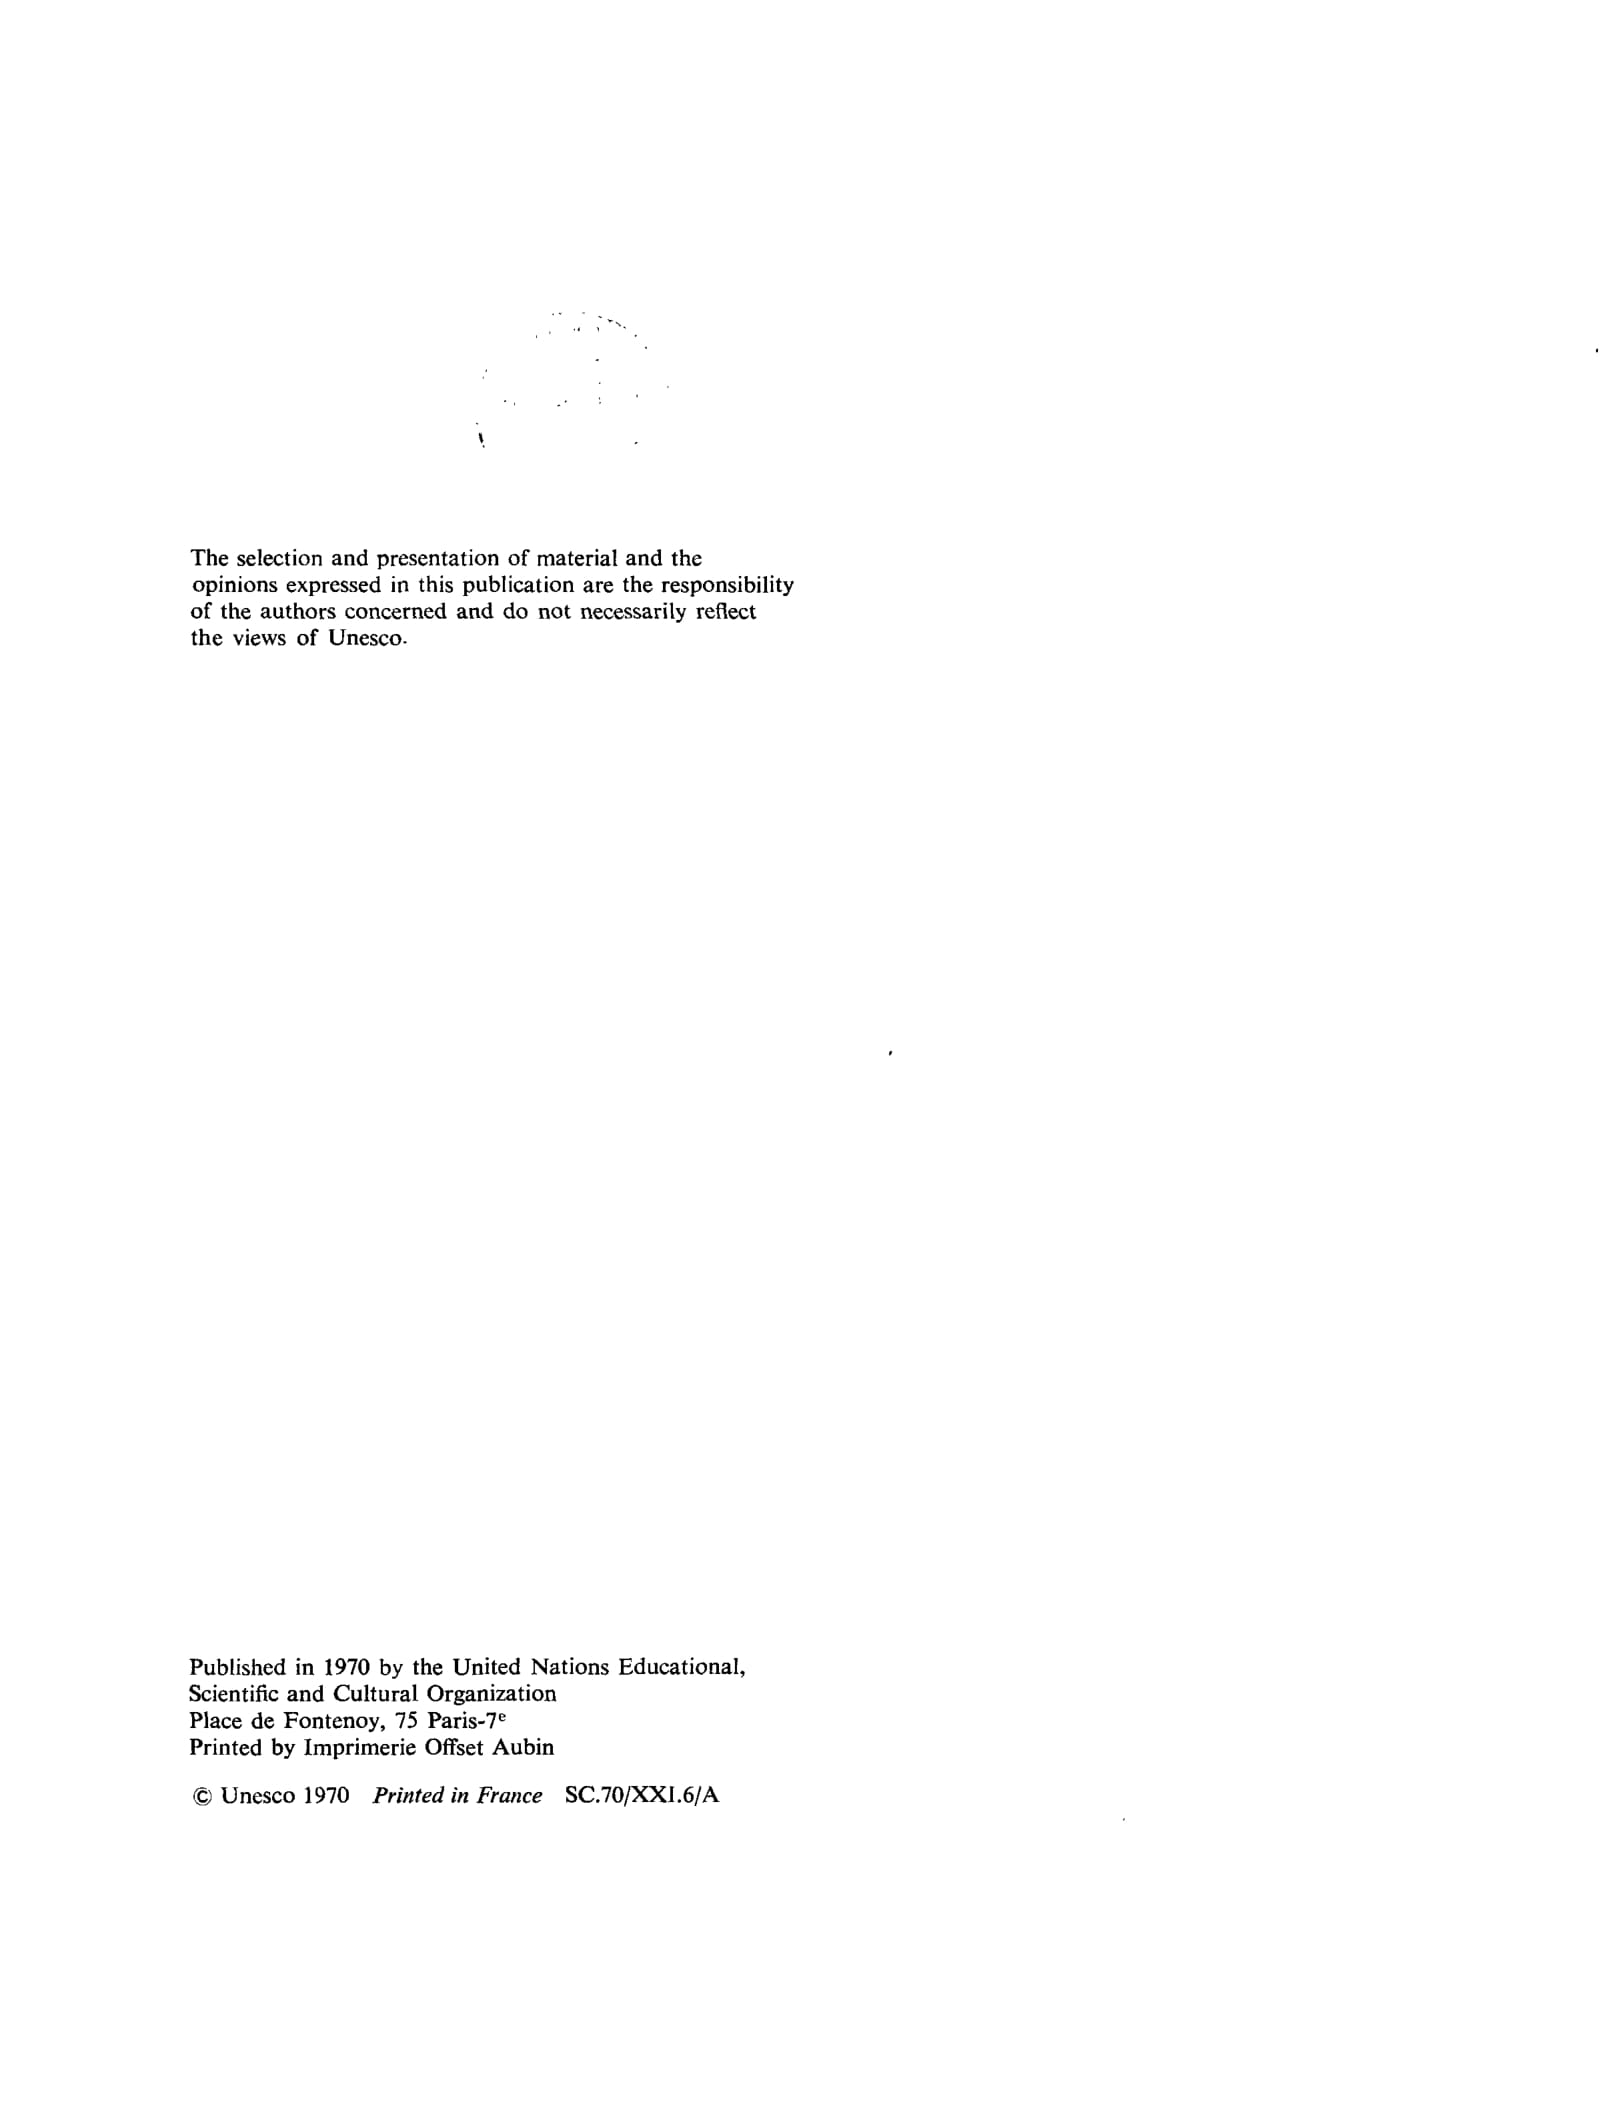 The selection and presentation of material and the
opinions expressed in this publication are the responsibility
of the authors concerned and do not necessarily reflect
the views of Unesco.
Published in 1970 by the United Nations Educational,
Scientific and Cultural Organization
Place de Fontenoy, 75 Paris-7e
Printed by Imprimerie Offset Aubin
© Unesco 1970 Printed in France SC.70/XXI.6/A